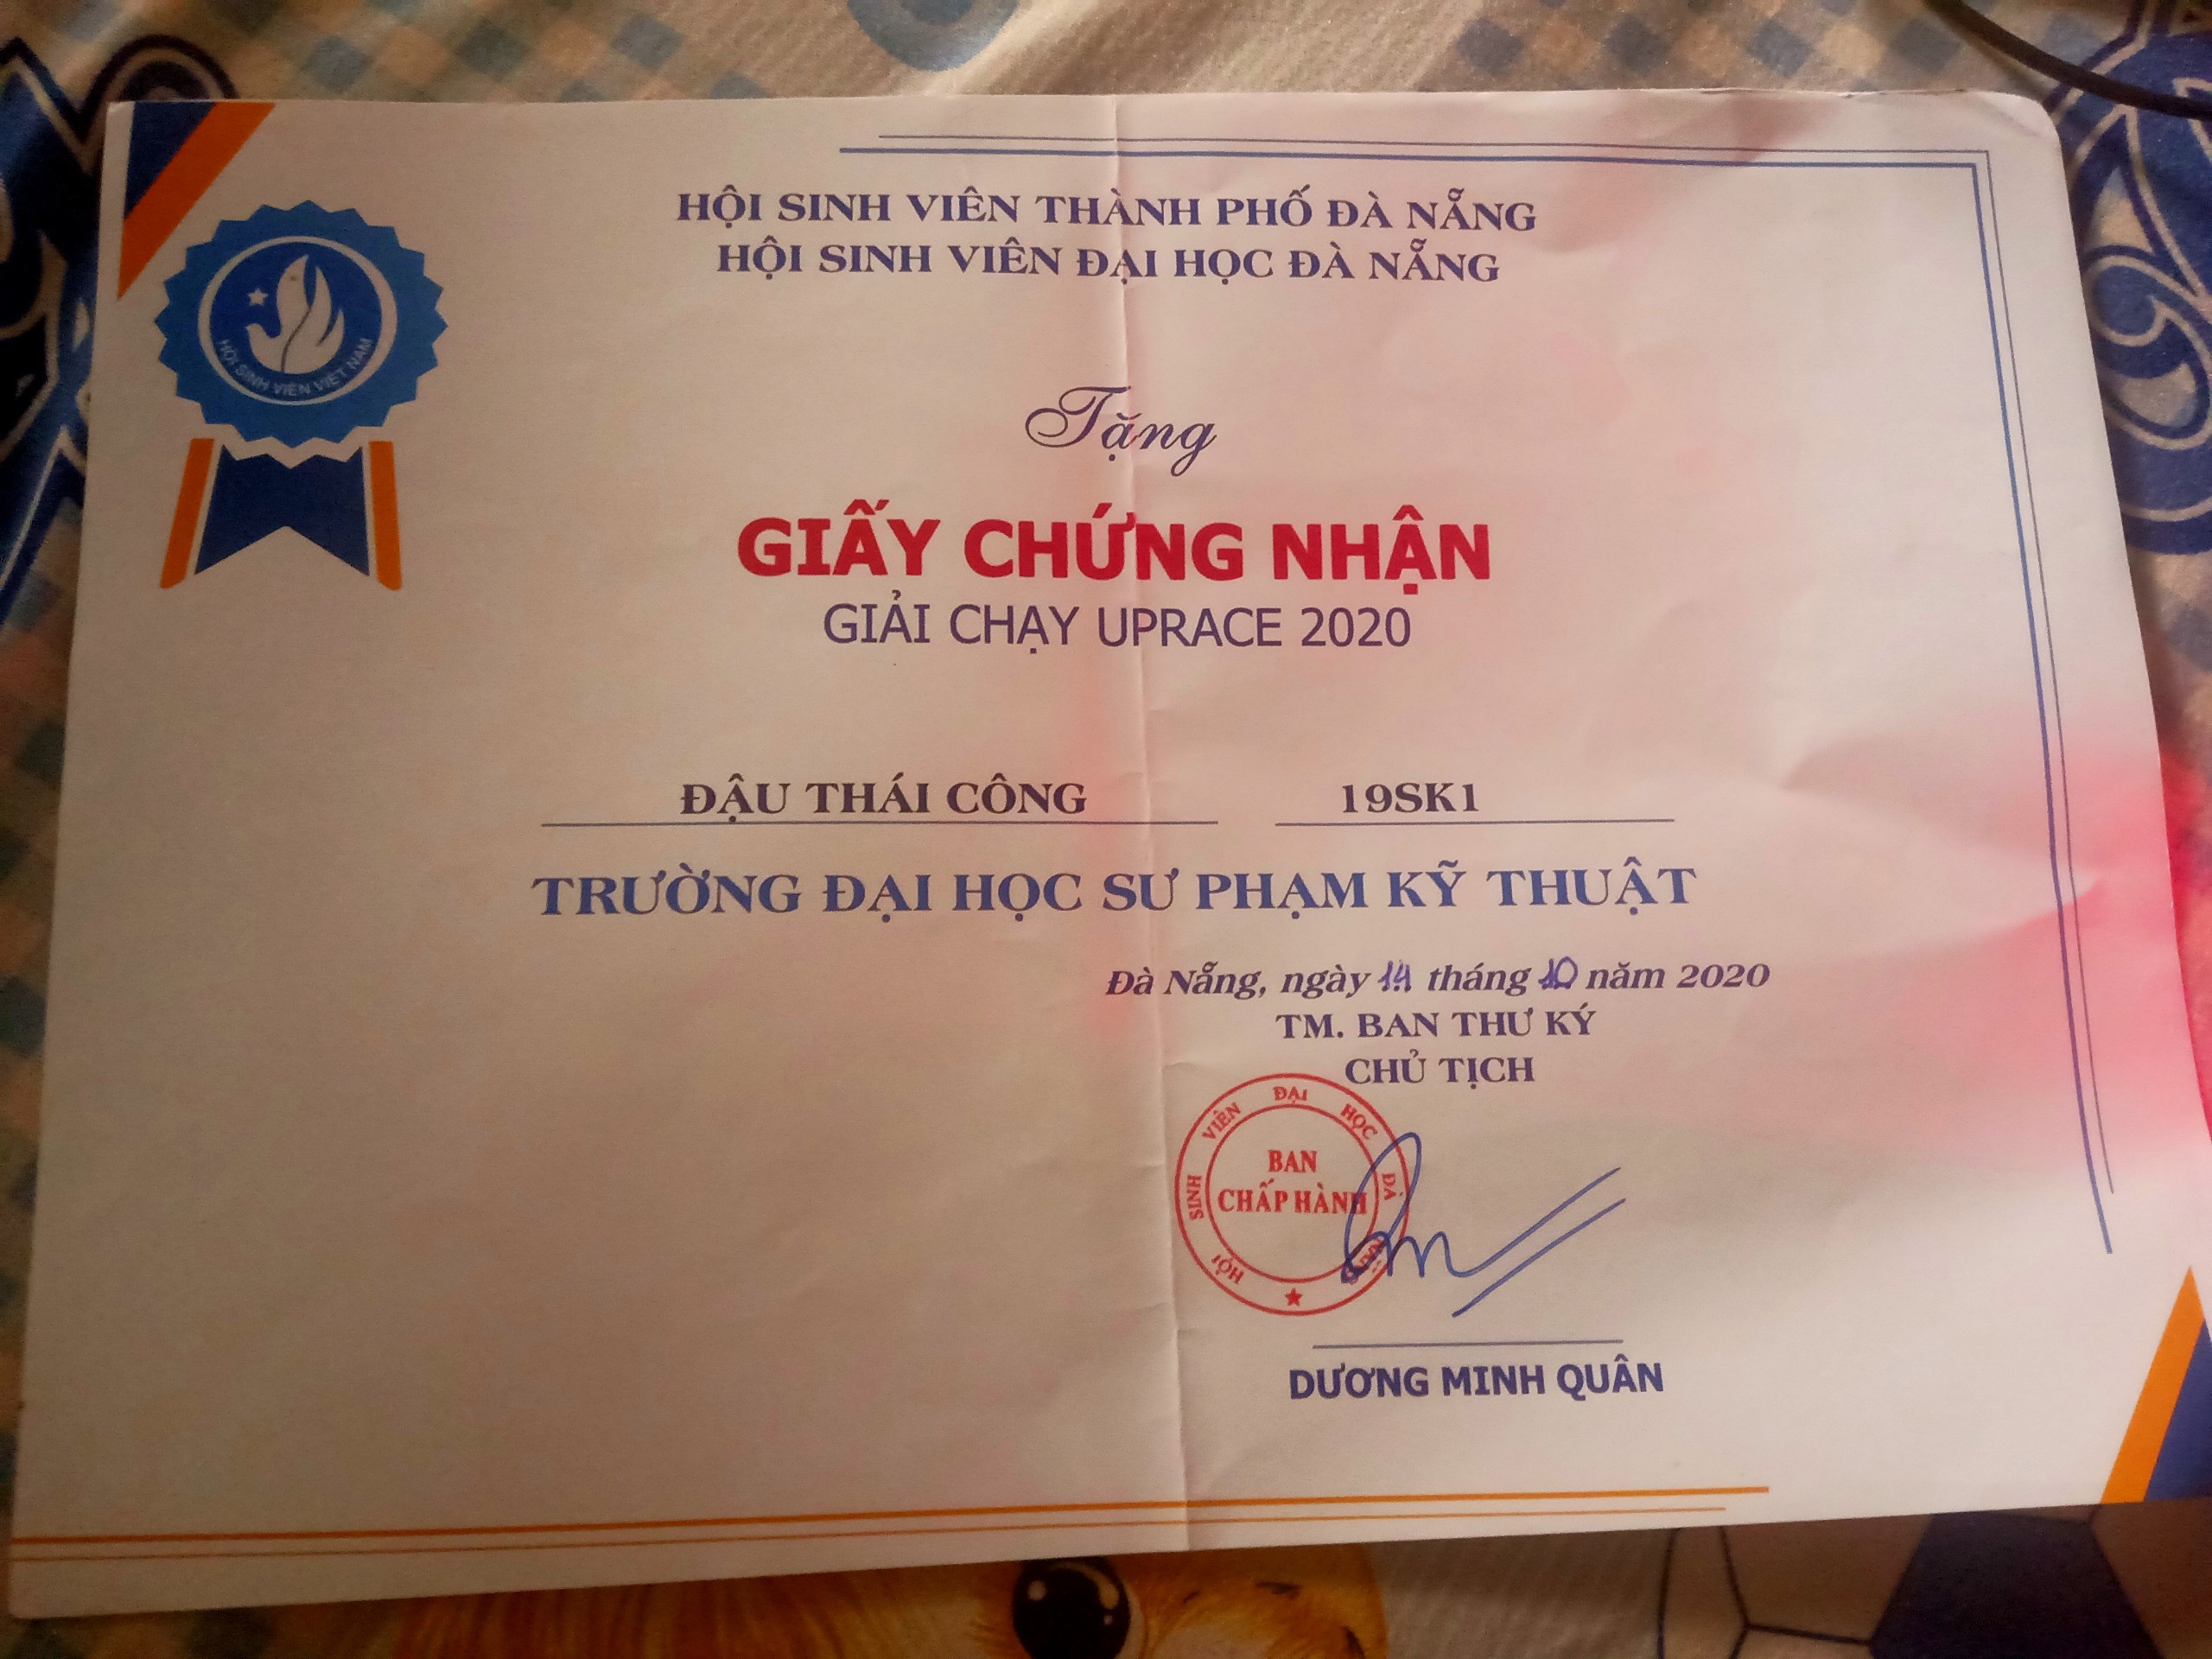 HỘI SINH VIÊN THÀNH PHỐ ĐÀ NẴNG
HỘI SINH VIÊN ĐẠI HỌC ĐÀ NẴNG
HỘI SINH VIÊN VIỆT NAM
Tặng
GIẤY CHỨNG NHẬN
GIẢI CHẠY UPRACE 2020
ĐẬU THÁI CÔNG 19SK1
TRƯỜNG ĐẠI HỌC SƯ PHẠM KỸ THUẬT
Đà Nẵng, ngày 14 tháng 10 năm 2020
TM. BAN THƯ KÝ
CHỦ TỊCH
HỘI SINH VIÊN ĐẠI HỌC ĐÀ NẴNG
BAN
CHẤP HÀNH
DƯƠNG MINH QUÂN